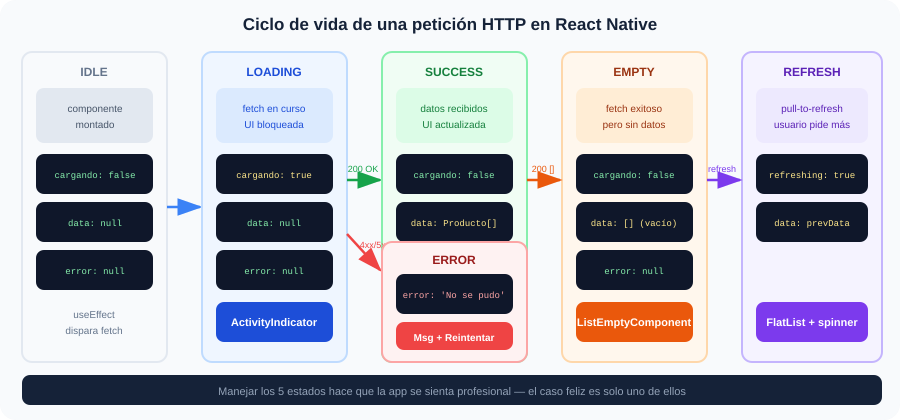 Ciclo de vida de una petición HTTP en React Native
IDLE
componente
montado
cargando: false
data: null
error: null
useEffect
dispara fetch
LOADING
fetch en curso
UI bloqueada
cargando: true
data: null
error: null
ActivityIndicator
200 OK
4xx/5
SUCCESS
datos recibidos
UI actualizada
cargando: false
data: Producto[]
ERROR
error: 'No se pudo'
Msg + Reintentar
200 []
EMPTY
fetch exitoso
pero sin datos
cargando: false
data: [] (vacío)
error: null
ListEmptyComponent
refresh
REFRESH
pull-to-refresh
usuario pide más
refreshing: true
data: prevData
FlatList + spinner
Manejar los 5 estados hace que la app se sienta profesional — el caso feliz es solo uno de ellos